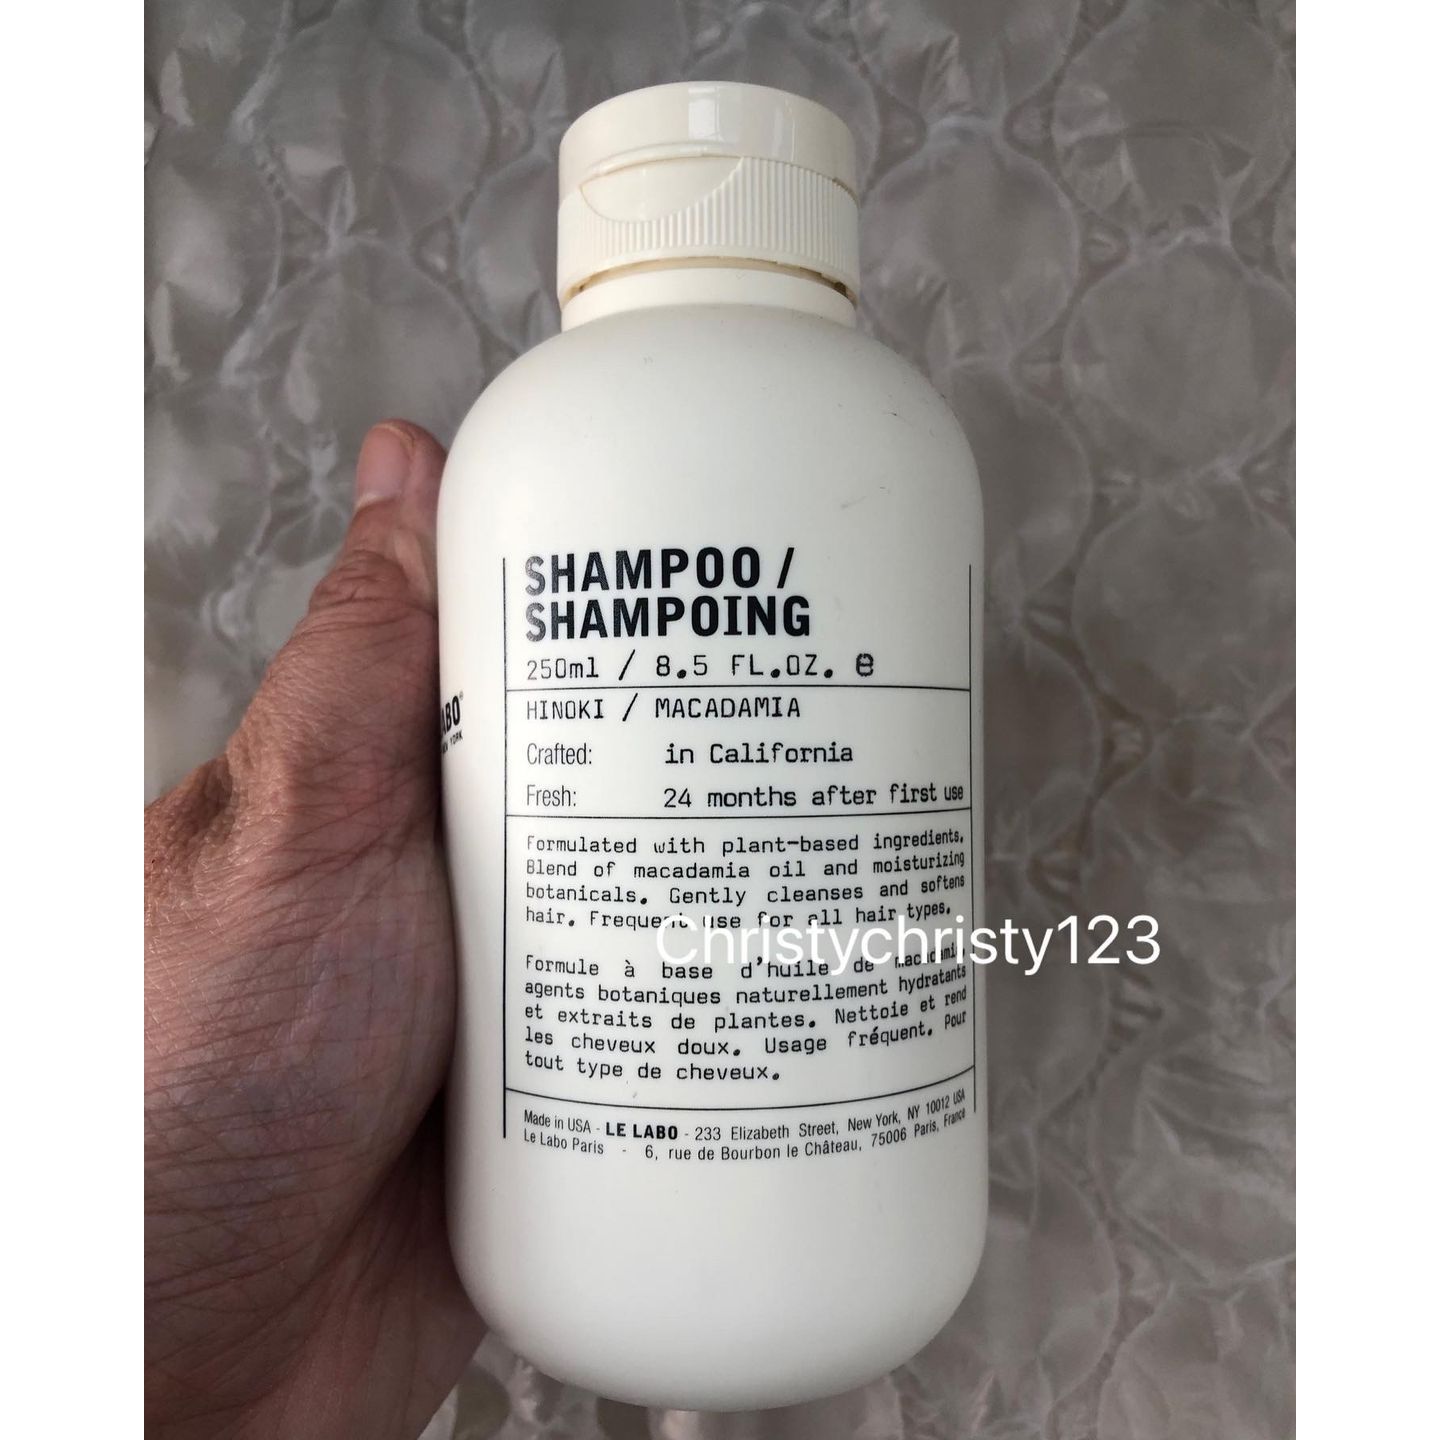 SHAMPOO /
SHAMPOING
250ml / 8.5 FL.OZ. e
HINOKI / MACADAMIA
Crafted: in California
Fresh: 24 months after first use
Formulated with plant-based ingredients.
Blend of macadamia oil and moisturizing
botanicals. Gently cleanses and softens
hair. Frequent use for all hair types.
Christychristy123
Formule à base d'huile de macadamia,
agents botaniques naturellement hydratants
et extraits de plantes. Nettoie et rend
les cheveux doux. Usage fréquent. Pour
tout type de cheveux.
Made in USA - LE LABO - 233 Elizabeth Street, New York, NY 10012 USA
Le Labo Paris - 6, rue de Bourbon le Château, 75006 Paris, France
YORK